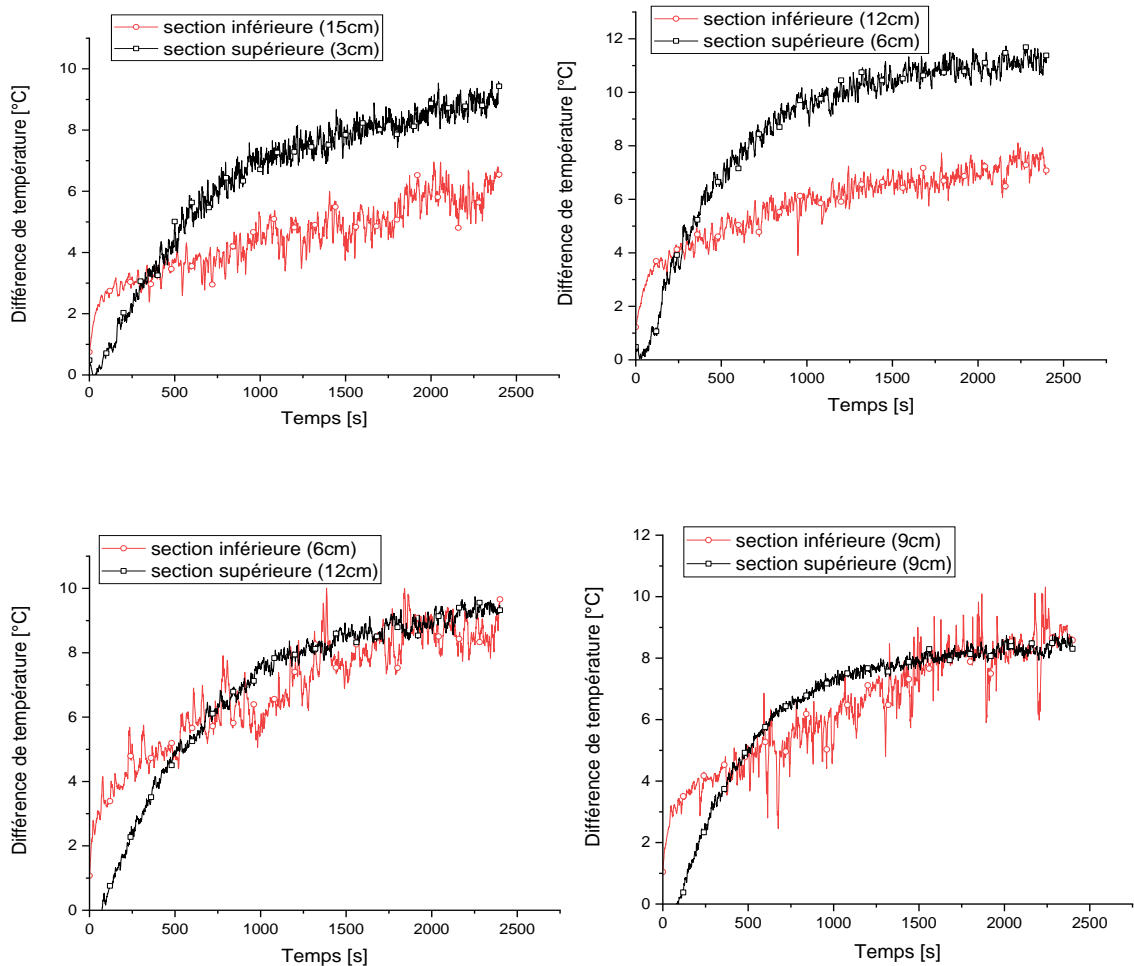 section inférieure (15cm)
section supérieure (3cm)
Différence de température [°C]
10
8
6
4
2
0
0 500 1000 1500 2000 2500
Temps [s]
section inférieure (12cm)
section supérieure (6cm)
Différence de température [°C]
12
10
8
6
4
2
0
0 500 1000 1500 2000 2500
Temps [s]
section inférieure (6cm)
section supérieure (12cm)
Différence de température [°C]
10
8
6
4
2
0
0 500 1000 1500 2000 2500
Temps [s]
section inférieure (9cm)
section supérieure (9cm)
Différence de température [°C]
12
10
8
6
4
2
0
0 500 1000 1500 2000 2500
Temps [s]